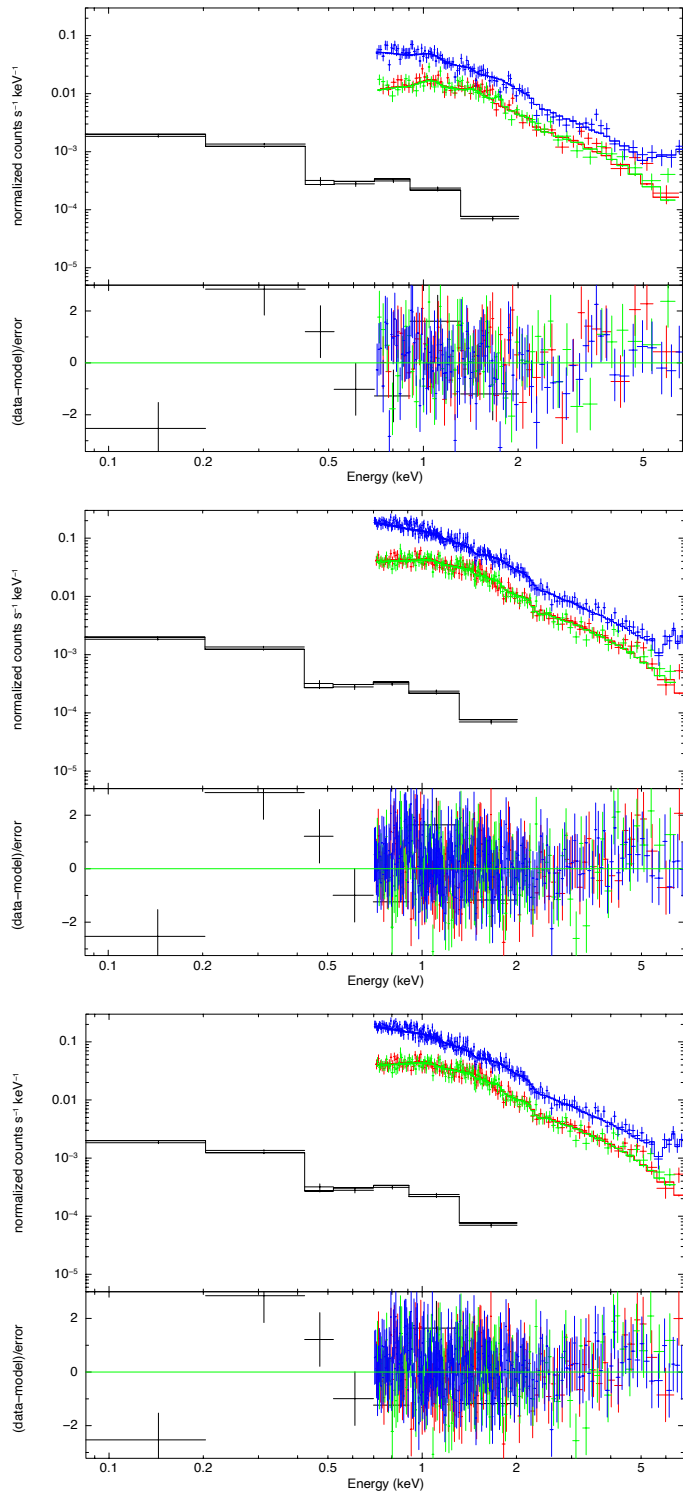 0.1
0.01
10⁻³
10⁻⁴
10⁻⁵
normalized counts s⁻¹ keV⁻¹
2
0
−2
(data−model)/error
0.1 0.2 0.5 1 2 5
Energy (keV)
0.1
0.01
10⁻³
10⁻⁴
10⁻⁵
normalized counts s⁻¹ keV⁻¹
2
0
−2
(data−model)/error
0.1 0.2 0.5 1 2 5
Energy (keV)
0.1
0.01
10⁻³
10⁻⁴
10⁻⁵
normalized counts s⁻¹ keV⁻¹
2
0
−2
(data−model)/error
0.1 0.2 0.5 1 2 5
Energy (keV)